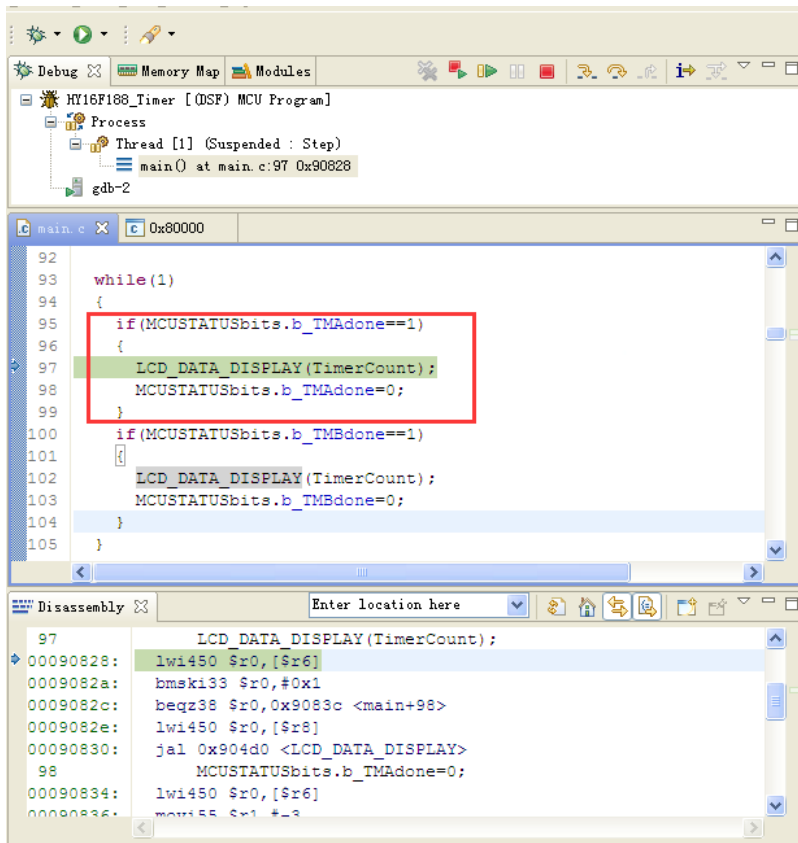 Debug Memory Map Modules
HY16F188_Timer [(DSF) MCU Program]
Process
Thread [1] (Suspended : Step)
main() at main.c:97 0x90828
gdb-2
main.c 0x80000
92
93 while(1)
94 {
95 if(MCUSTATUSbits.b_TMAdone==1)
96 {
97 LCD_DATA_DISPLAY(TimerCount);
98 MCUSTATUSbits.b_TMAdone=0;
99 }
100 if(MCUSTATUSbits.b_TMBdone==1)
101 {
102 LCD_DATA_DISPLAY(TimerCount);
103 MCUSTATUSbits.b_TMBdone=0;
104 }
105 }
Disassembly Enter location here
97 LCD_DATA_DISPLAY(TimerCount);
00090828: lwi450 $r0,[$r6]
0009082a: bmski33 $r0,#0x1
0009082c: beqz38 $r0,0x9083c <main+98>
0009082e: lwi450 $r0,[$r8]
00090830: jal 0x904d0 <LCD_DATA_DISPLAY>
98 MCUSTATUSbits.b_TMAdone=0;
00090834: lwi450 $r0,[$r6]
00090836: movi55 $r1,#-3